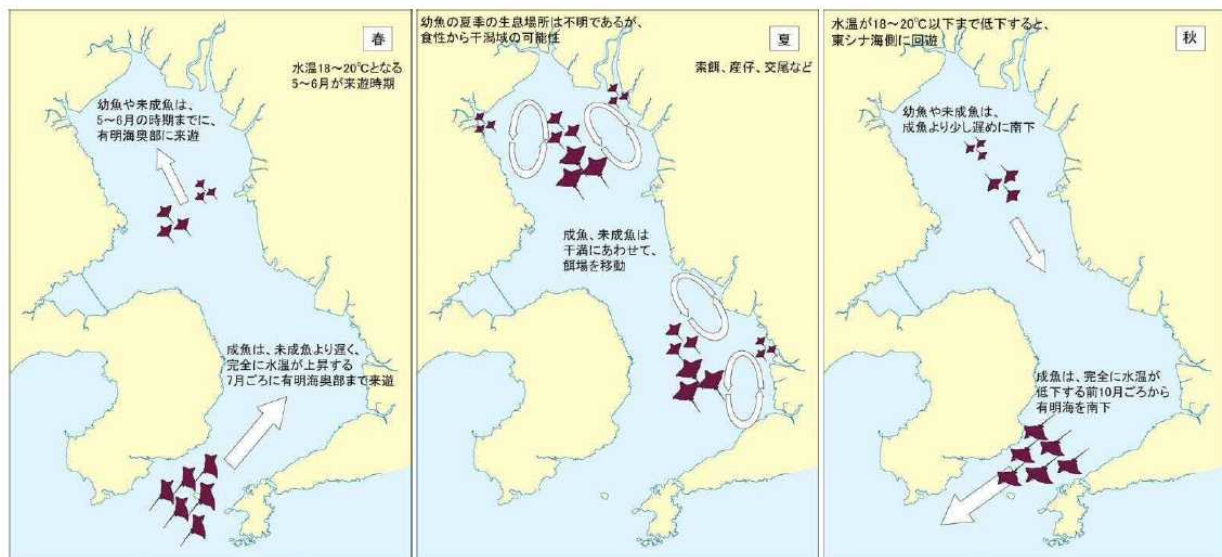 春
水温18~20℃となる
5~6月が来遊時期
幼魚や未成魚は、
5~6月の時期までに、
有明海奥部に来遊
成魚は、未成魚より遅く、
完全に水温が上昇する
7月ごろに有明海奥部まで来遊
幼魚の夏季の生息場所は不明であるが、
食性から干潟域の可能性
夏
索餌、産仔、交尾など
成魚、未成魚は
干満にあわせて、
餌場を移動
水温が18~20℃以下まで低下すると、
東シナ海側に回遊
秋
幼魚や未成魚は、
成魚より少し遅めに南下
成魚は、完全に水温が
低下する前10月ごろから
有明海を南下